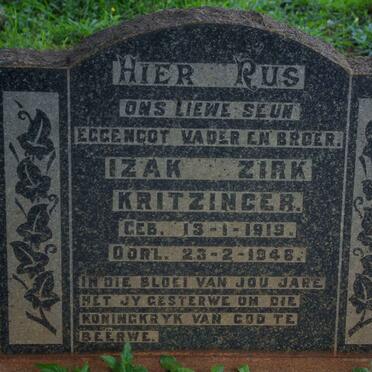 HIER RUS
ONS LIEWE SEUN
EGGENOOT VADER EN BROER.
IZAK ZIRK
KRITZINGER.
GEB. 13-1-1919.
OORL. 23-2-1946.
IN DIE BLOEI VAN JOU JARE
HET JY GESTERWE OM DIE
KONINGKRYK VAN GOD TE
BEËRWE.